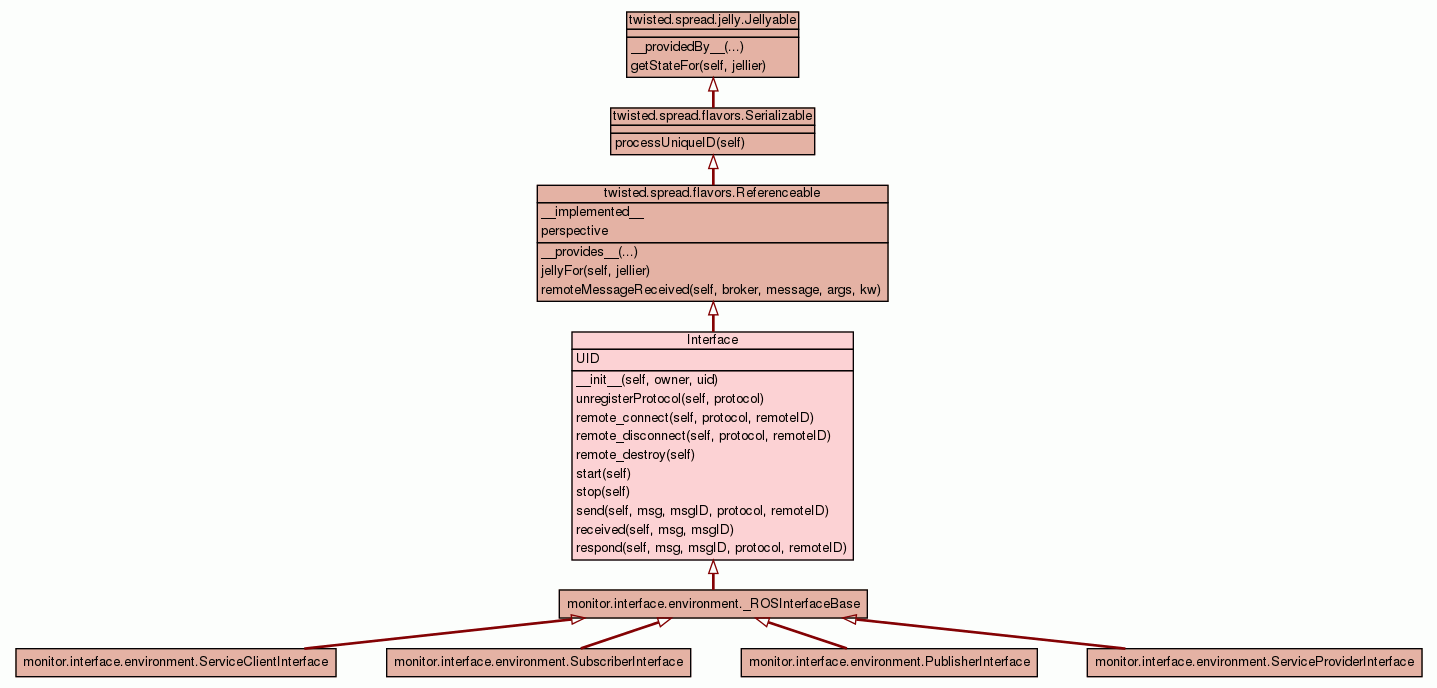 twisted.spread.jelly.Jellyable
__providedBy__(...)
getStateFor(self, jellier)
twisted.spread.flavors.Serializable
processUniqueID(self)
twisted.spread.flavors.Referenceable
__implemented__
perspective
__provides__(...)
jellyFor(self, jellier)
remoteMessageReceived(self, broker, message, args, kw)
Interface
UID
__init__(self, owner, uid)
unregisterProtocol(self, protocol)
remote_connect(self, protocol, remoteID)
remote_disconnect(self, protocol, remoteID)
remote_destroy(self)
start(self)
stop(self)
send(self, msg, msgID, protocol, remoteID)
received(self, msg, msgID)
respond(self, msg, msgID, protocol, remoteID)
monitor.interface.environment._ROSInterfaceBase
monitor.interface.environment.ServiceClientInterface
monitor.interface.environment.SubscriberInterface
monitor.interface.environment.PublisherInterface
monitor.interface.environment.ServiceProviderInterface